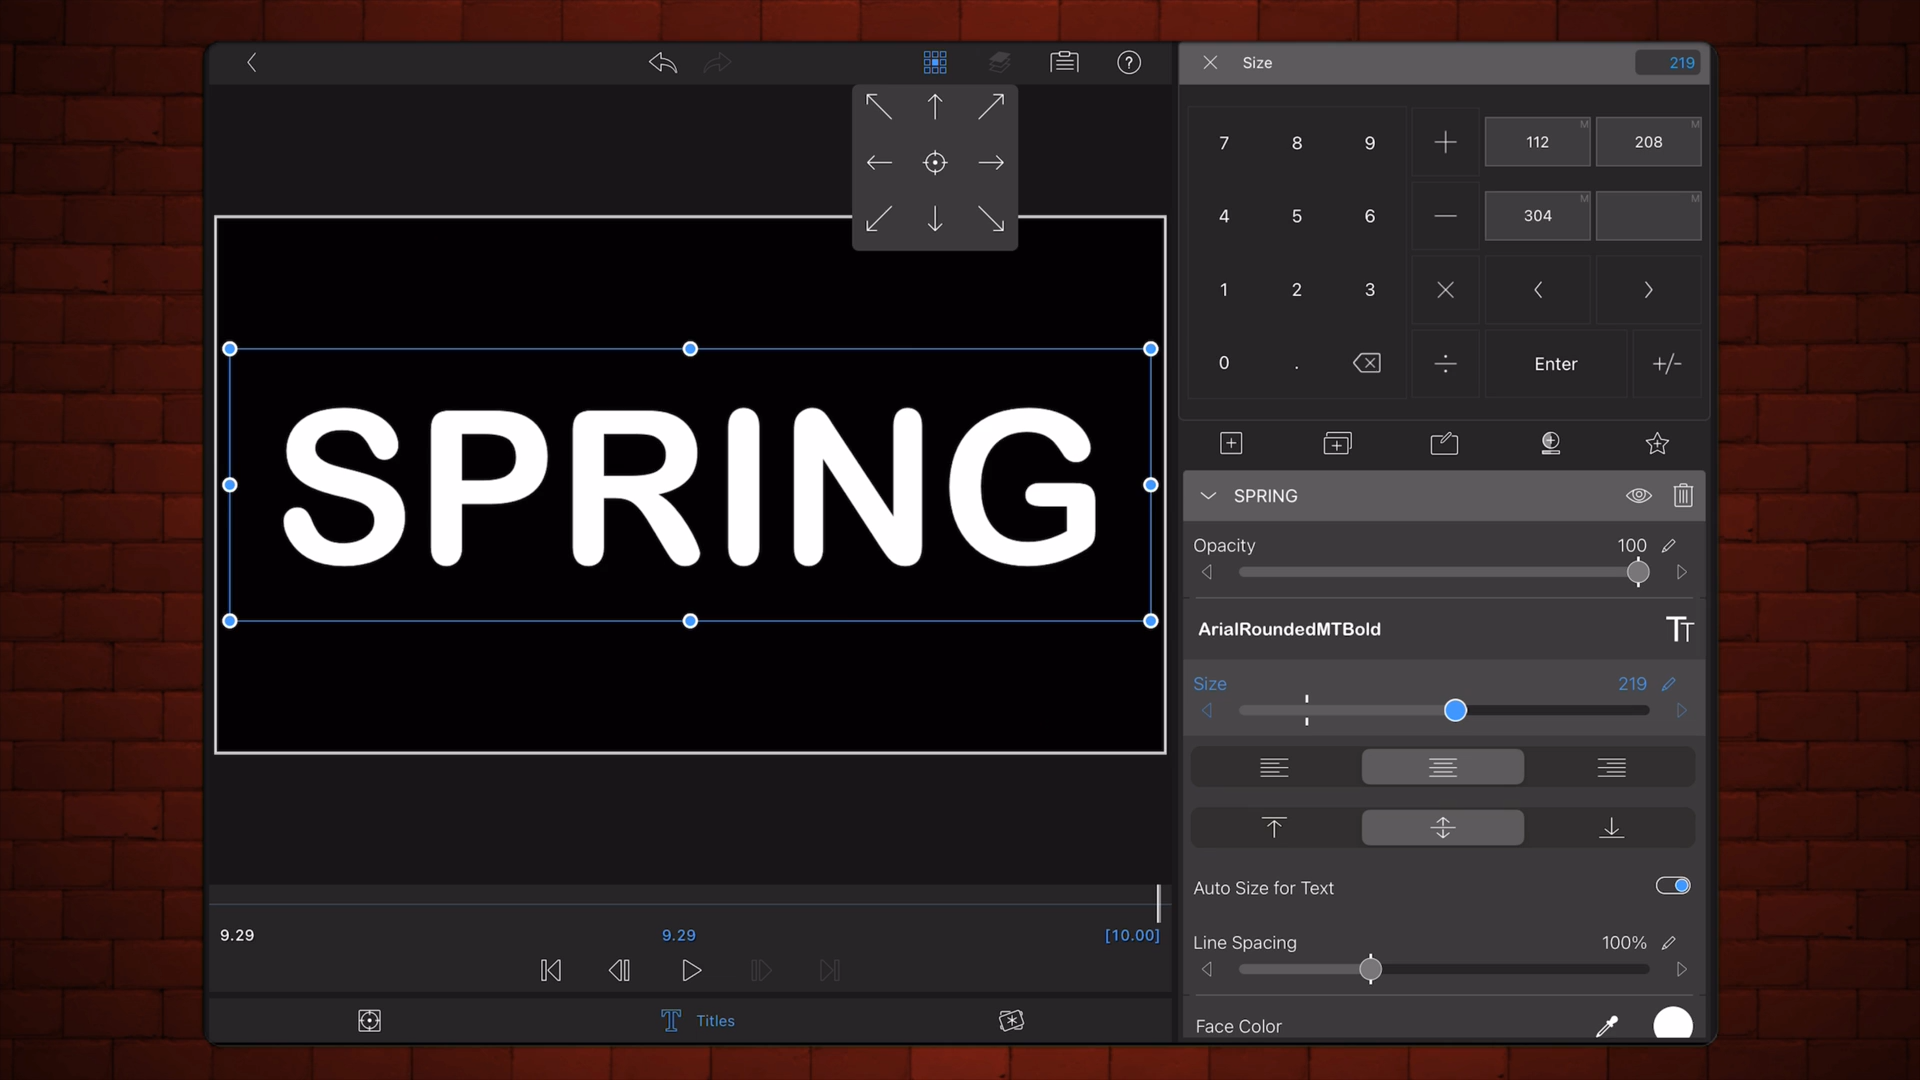 Size
219
7 8 9 112 M 208 M
4 5 6 304 M M
1 2 3
0 . Enter +/-
SPRING
SPRING
Opacity 100
ArialRoundedMTBold TT
Size 219
Auto Size for Text
Line Spacing 100%
Face Color
9.29 9.29 [10.00]
T Titles
?